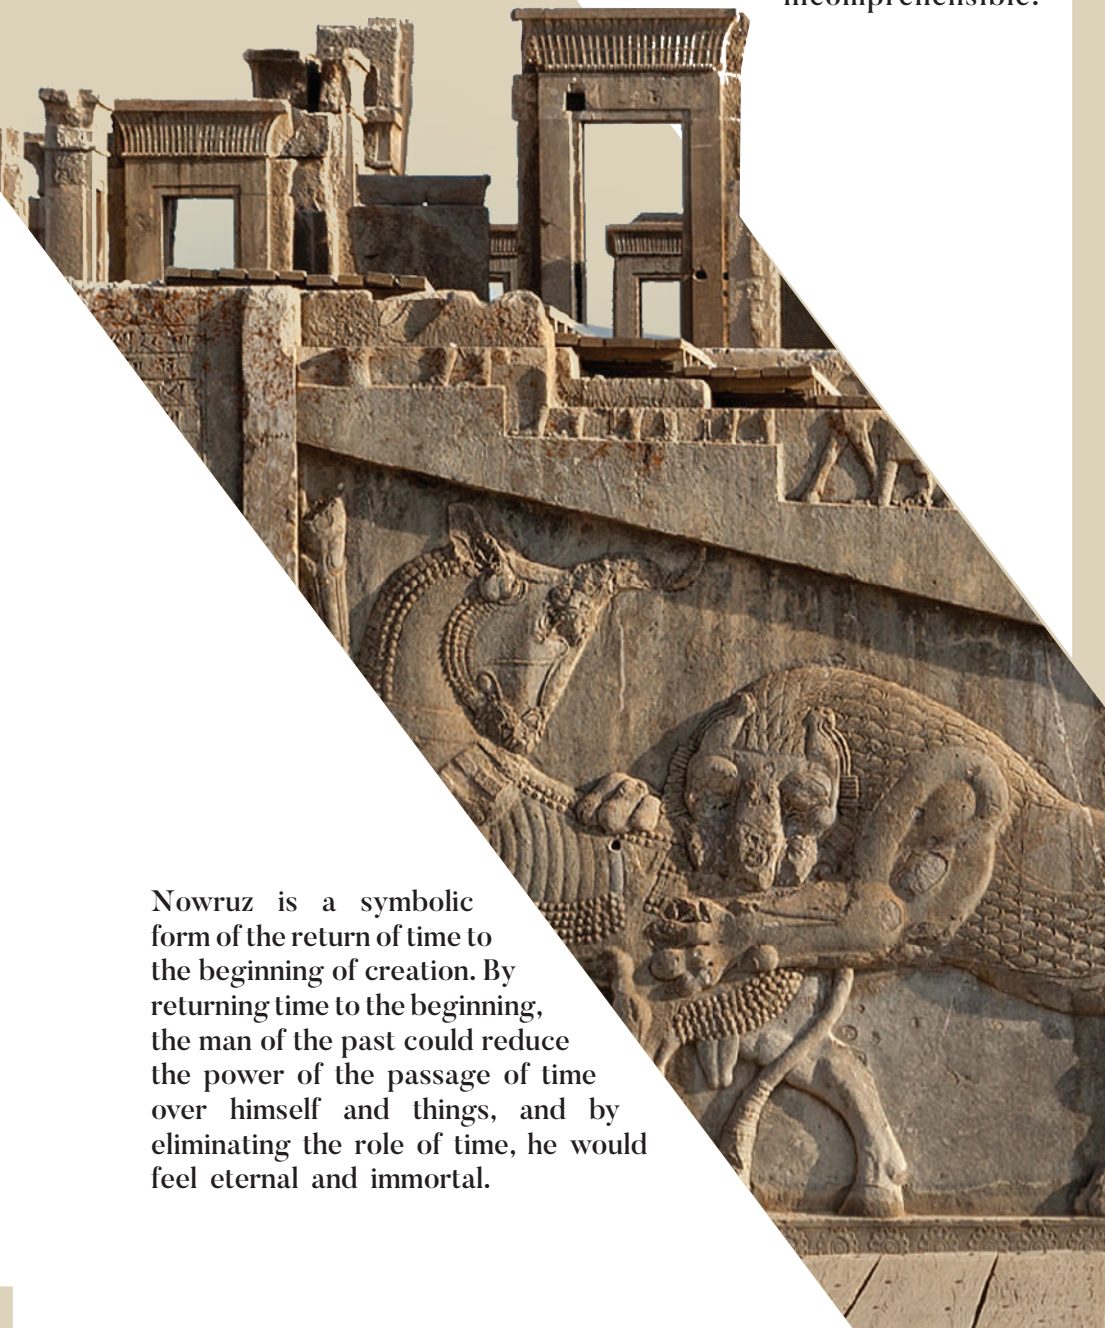 incomprehensible.
Nowruz is a symbolic
form of the return of time to
the beginning of creation. By
returning time to the beginning,
the man of the past could reduce
the power of the passage of time
over himself and things, and by
eliminating the role of time, he would
feel eternal and immortal.